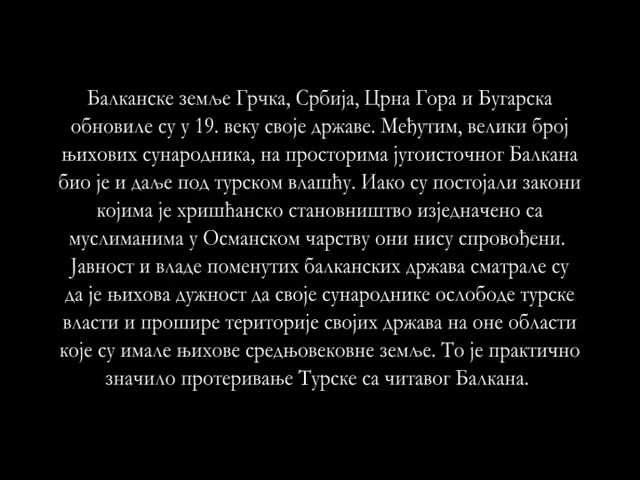 Балканске земље Грчка, Србија, Црна Гора и Бугарска
обновиле су у 19. веку своје државе. Међутим, велики број
њихових сународника, на просторима југоисточног Балкана
био је и даље под турском влашћу. Иако су постојали закони
којима је хришћанско становништво изједначено са
муслиманима у Османском чарству они нису спровођени.
Јавност и владе поменутих балканских држава сматрале су
да је њихова дужност да своје сународнике ослободе турске
власти и прошире територије својих држава на оне области
које су имале њихове средњовековне земље. То је практично
значило протеривање Турске са читавог Балкана.